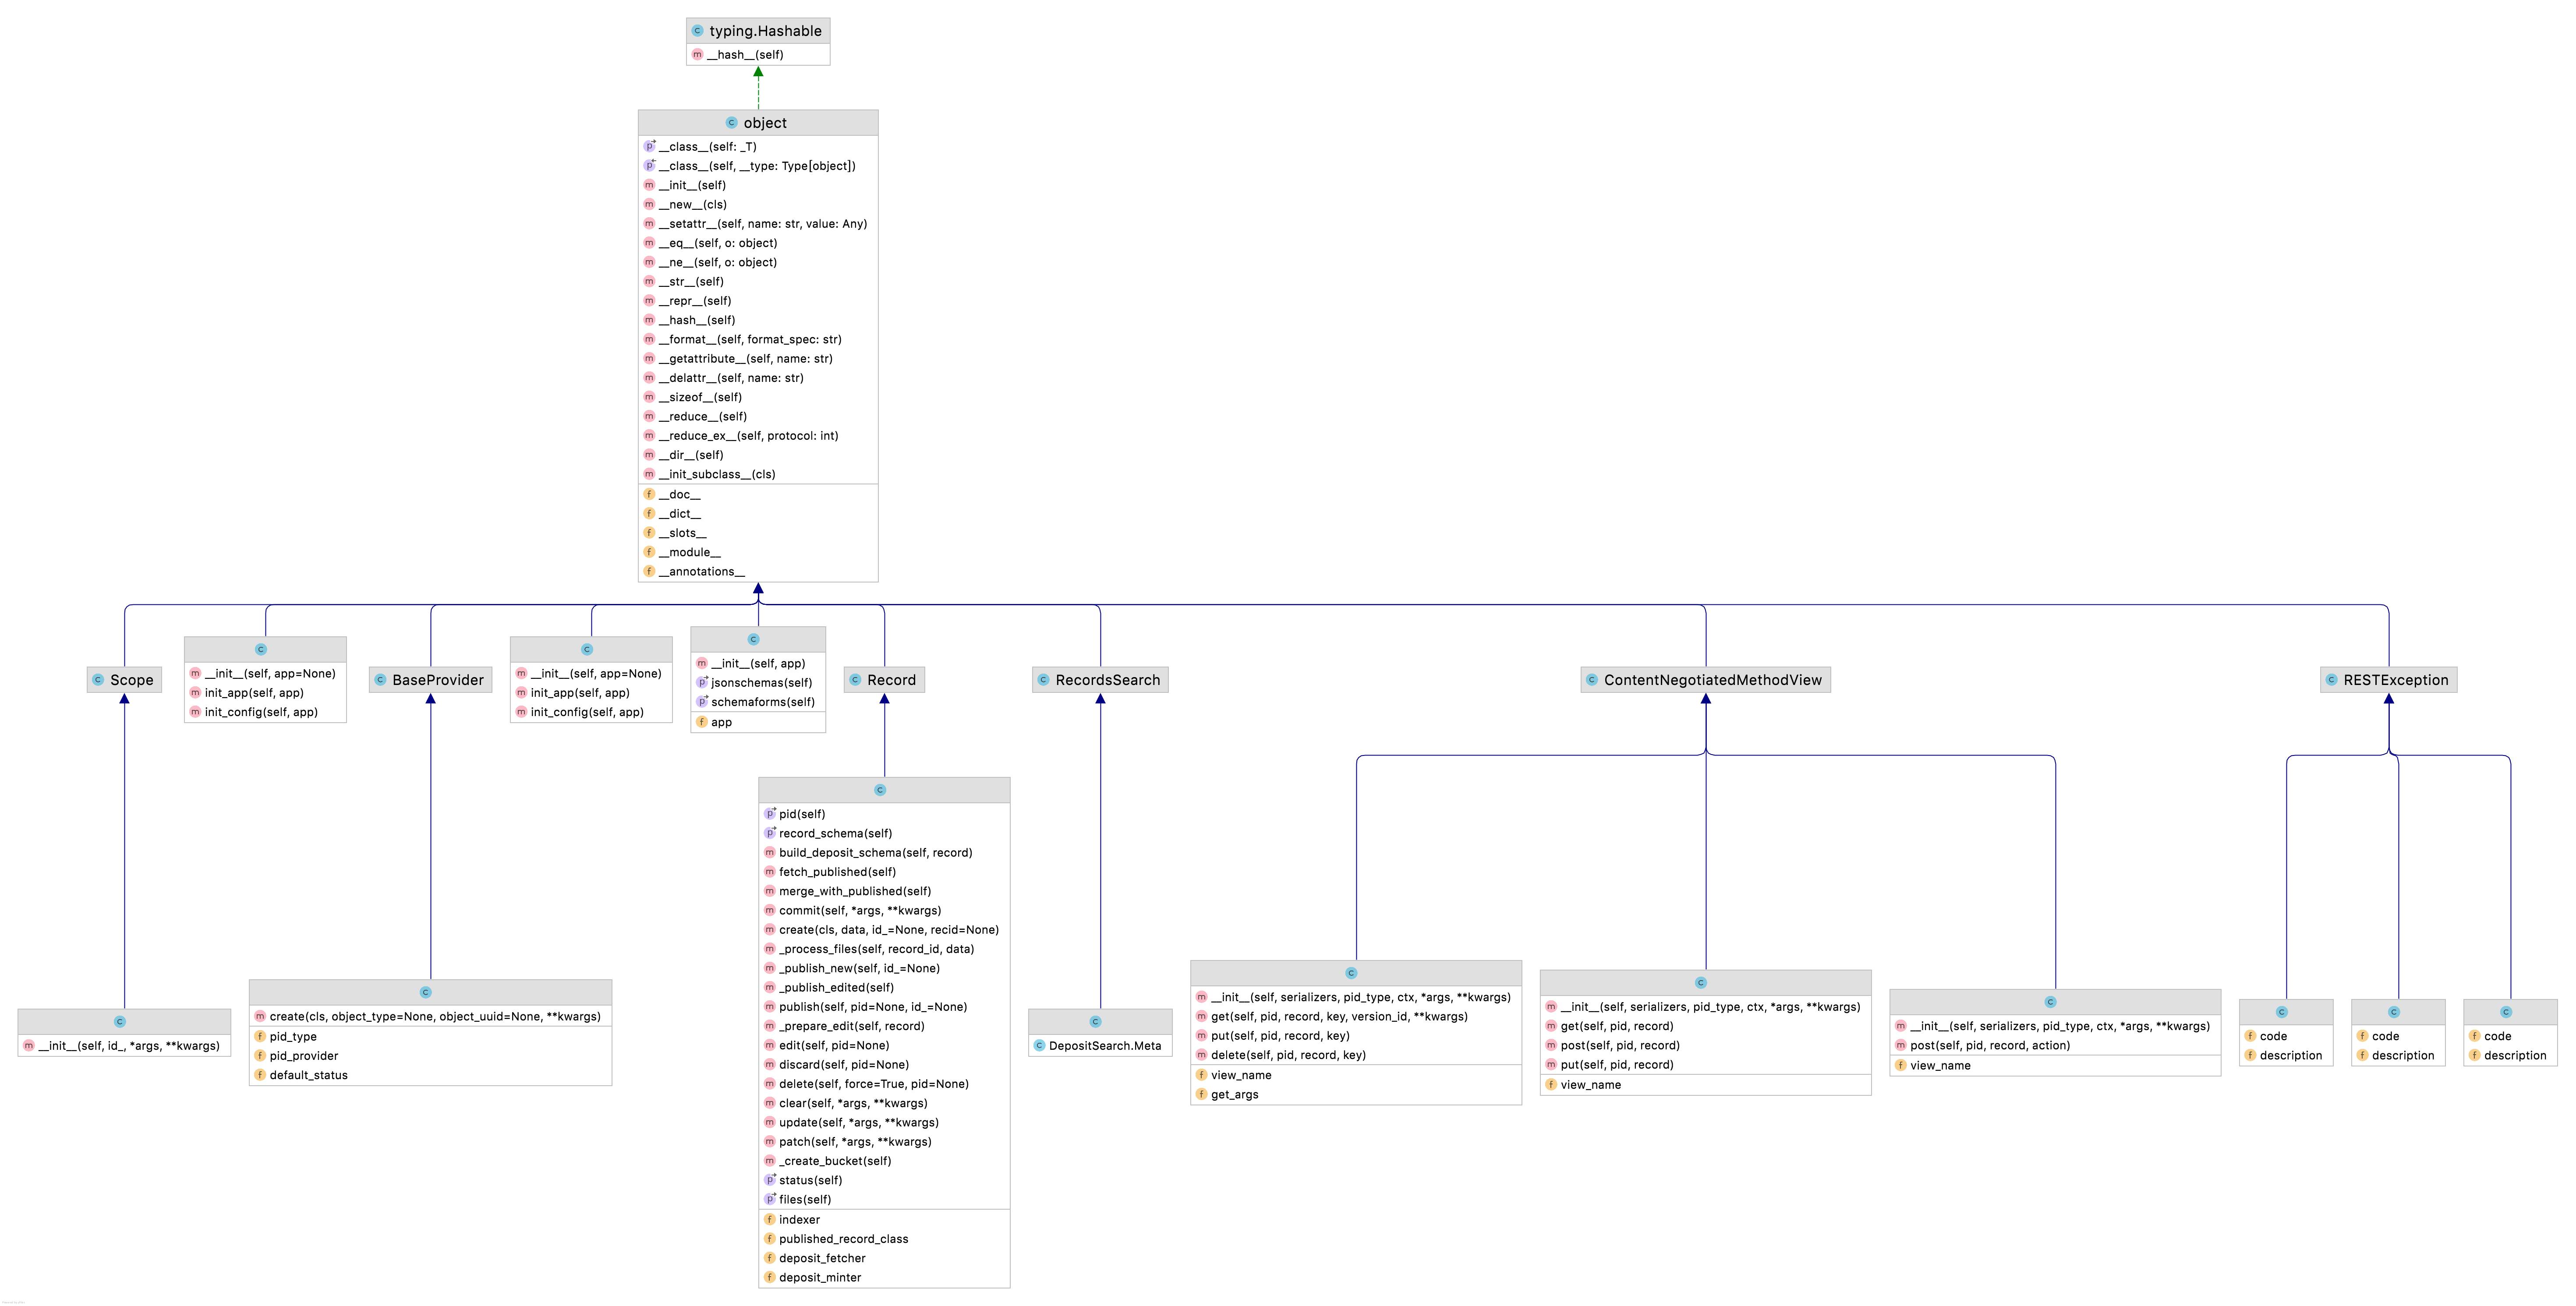 typing.Hashable
__hash__(self)
object
__class__(self: _T)
__class__(self, __type: Type[object])
__init__(self)
__new__(cls)
__setattr__(self, name: str, value: Any)
__eq__(self, o: object)
__ne__(self, o: object)
__str__(self)
__repr__(self)
__hash__(self)
__format__(self, format_spec: str)
__getattribute__(self, name: str)
__delattr__(self, name: str)
__sizeof__(self)
__reduce__(self)
__reduce_ex__(self, protocol: int)
__dir__(self)
__init_subclass__(cls)
__doc__
__dict__
__slots__
__module__
__annotations__
Scope
__init__(self, app=None)
init_app(self, app)
init_config(self, app)
BaseProvider
__init__(self, app=None)
init_app(self, app)
init_config(self, app)
__init__(self, app)
jsonschemas(self)
schemaforms(self)
app
Record
RecordsSearch
ContentNegotiatedMethodView
RESTException
__init__(self, id_, *args, **kwargs)
create(cls, object_type=None, object_uuid=None, **kwargs)
pid_type
pid_provider
default_status
pid(self)
record_schema(self)
build_deposit_schema(self, record)
fetch_published(self)
merge_with_published(self)
commit(self, *args, **kwargs)
create(cls, data, id_=None, recid=None)
_process_files(self, record_id, data)
_publish_new(self, id_=None)
_publish_edited(self)
publish(self, pid=None, id_=None)
_prepare_edit(self, record)
edit(self, pid=None)
discard(self, pid=None)
delete(self, force=True, pid=None)
clear(self, *args, **kwargs)
update(self, *args, **kwargs)
patch(self, *args, **kwargs)
_create_bucket(self)
status(self)
files(self)
indexer
published_record_class
deposit_fetcher
deposit_minter
DepositSearch.Meta
__init__(self, serializers, pid_type, ctx, *args, **kwargs)
get(self, pid, record, key, version_id, **kwargs)
put(self, pid, record, key)
delete(self, pid, record, key)
view_name
get_args
__init__(self, serializers, pid_type, ctx, *args, **kwargs)
get(self, pid, record)
post(self, pid, record)
put(self, pid, record)
view_name
__init__(self, serializers, pid_type, ctx, *args, **kwargs)
post(self, pid, record, action)
view_name
code
description
code
description
code
description